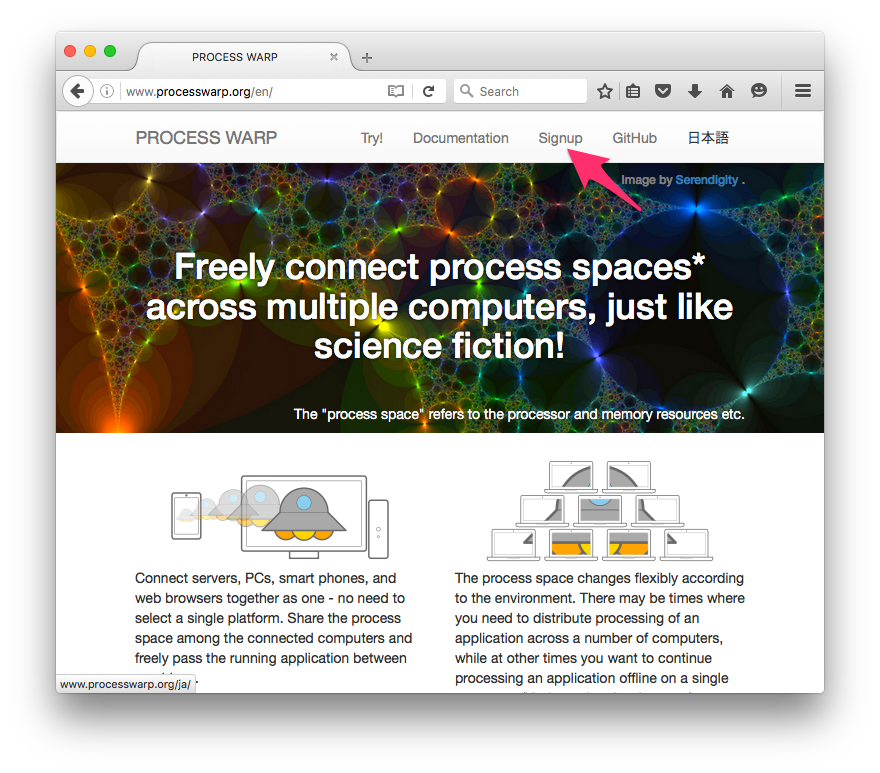 PROCESS WARP
www.processwarp.org/en/
Search
PROCESS WARP
Try!
Documentation
Signup
GitHub
日本語
Image by Serendigity .
Freely connect process spaces*
across multiple computers, just like
science fiction!
The "process space" refers to the processor and memory resources etc.
Connect servers, PCs, smart phones, and
web browsers together as one - no need to
select a single platform. Share the process
space among the connected computers and
freely pass the running application between
The process space changes flexibly according
to the environment. There may be times where
you need to distribute processing of an
application across a number of computers,
while at other times you want to continue
processing an application offline on a single
www.processwarp.org/ja/